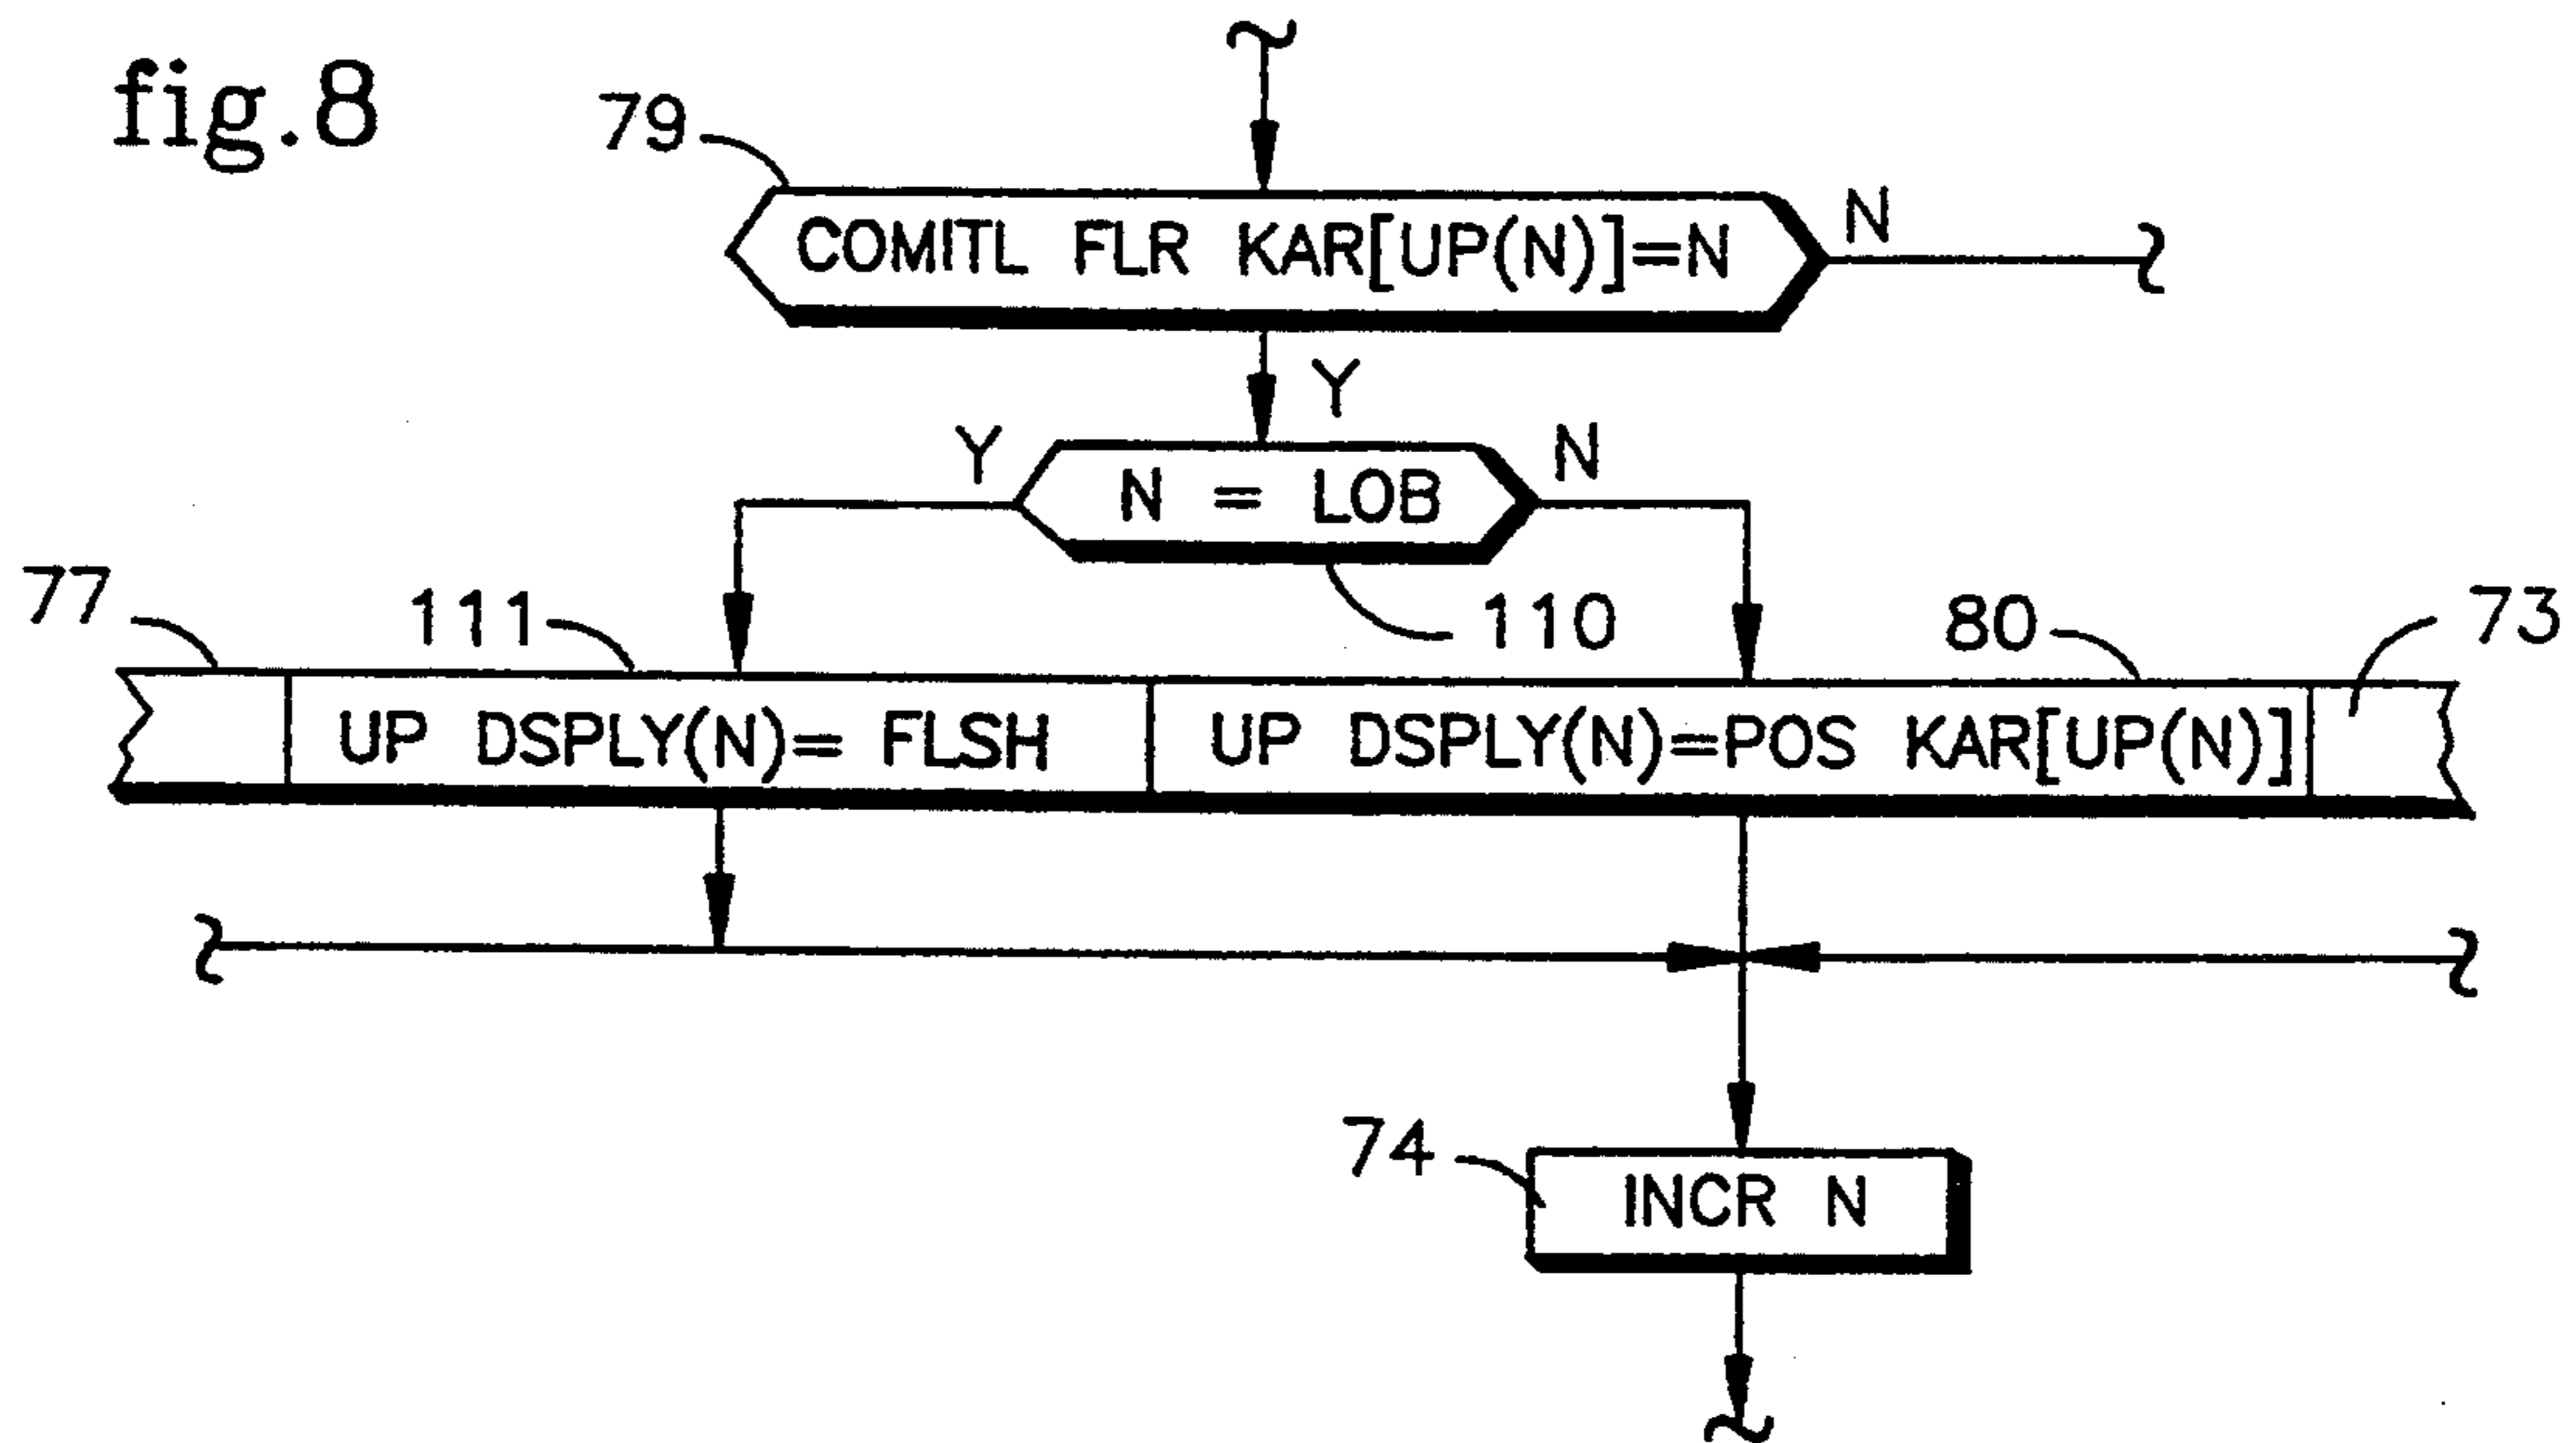 fig.8
79
COMITL FLR KAR[UP(N)]=N
N
Y
Y
N = LOB
N
77
111
110
80
73
UP DSPLY(N)= FLSH
UP DSPLY(N)=POS KAR[UP(N)]
74
INCR N